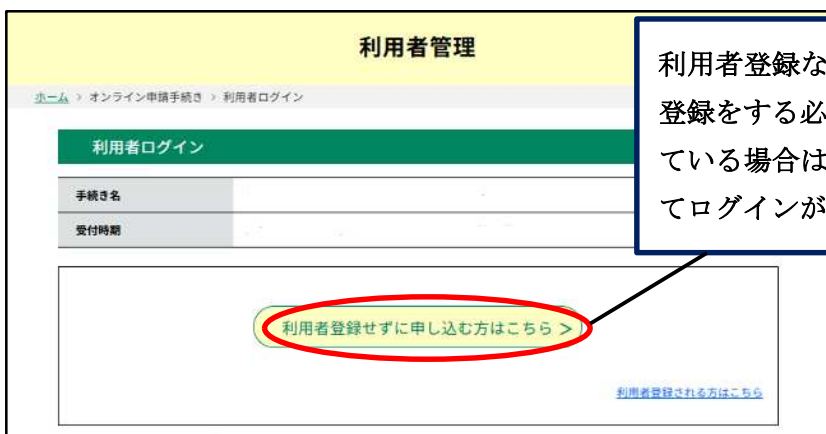 利用者管理
利用者登録な
登録をする必
ている場合は
てログインが
ホーム > オンライン申請手続き > 利用者ログイン
利用者ログイン
手続き名
受付時期
利用者登録せずに申し込む方はこちら >
利用者登録される方はこちら